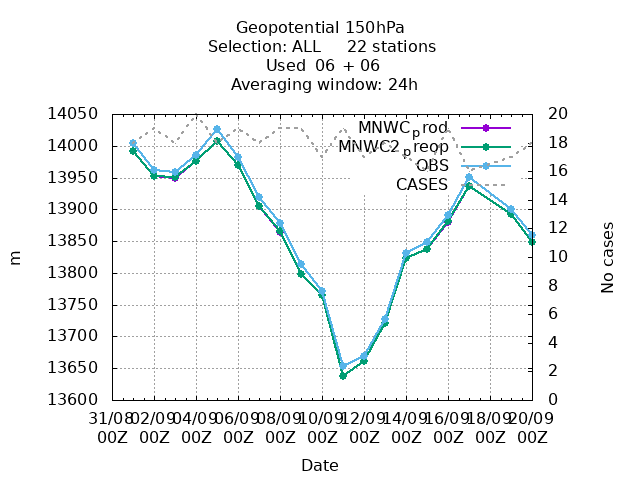 Geopotential 150hPa
Selection: ALL     22 stations
Used  06 + 06
Averaging window: 24h
14050
14000
13950
13900
13850
13800
13750
13700
13650
13600
m
MNWCprod
MNWC2preop
OBS
CASES
20
18
16
14
12
10
8
6
4
2
0
No cases
31/08 02/09 04/09 06/09 08/09 10/09 12/09 14/09 16/09 18/09 20/09
00Z 00Z 00Z 00Z 00Z 00Z 00Z 00Z 00Z 00Z 00Z
Date